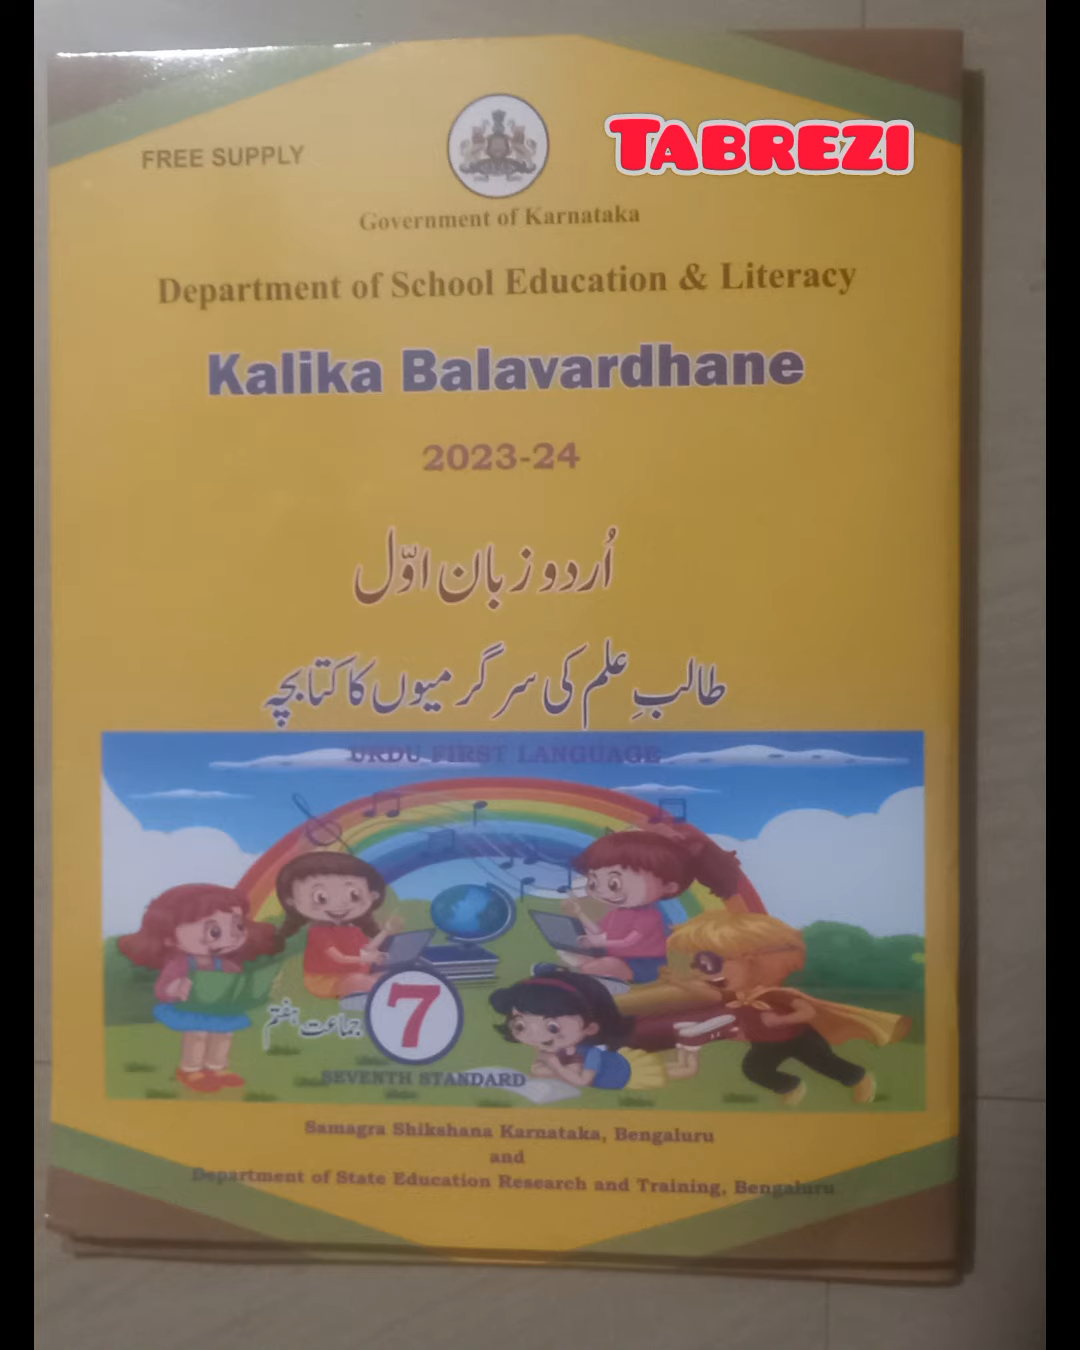 FREE SUPPLY
TABREZI
Government of Karnataka
Department of School Education & Literacy
Kalika Balavardhane
2023-24
اُردو زبان اوّل
طالبِ علم کی سرگرمیوں کا کتابچہ
URDU FIRST LANGUAGE
جماعت ہفتم
7
SEVENTH STANDARD
Samagra Shikshana Karnataka, Bengaluru
and
Department of State Education Research and Training, Bengaluru